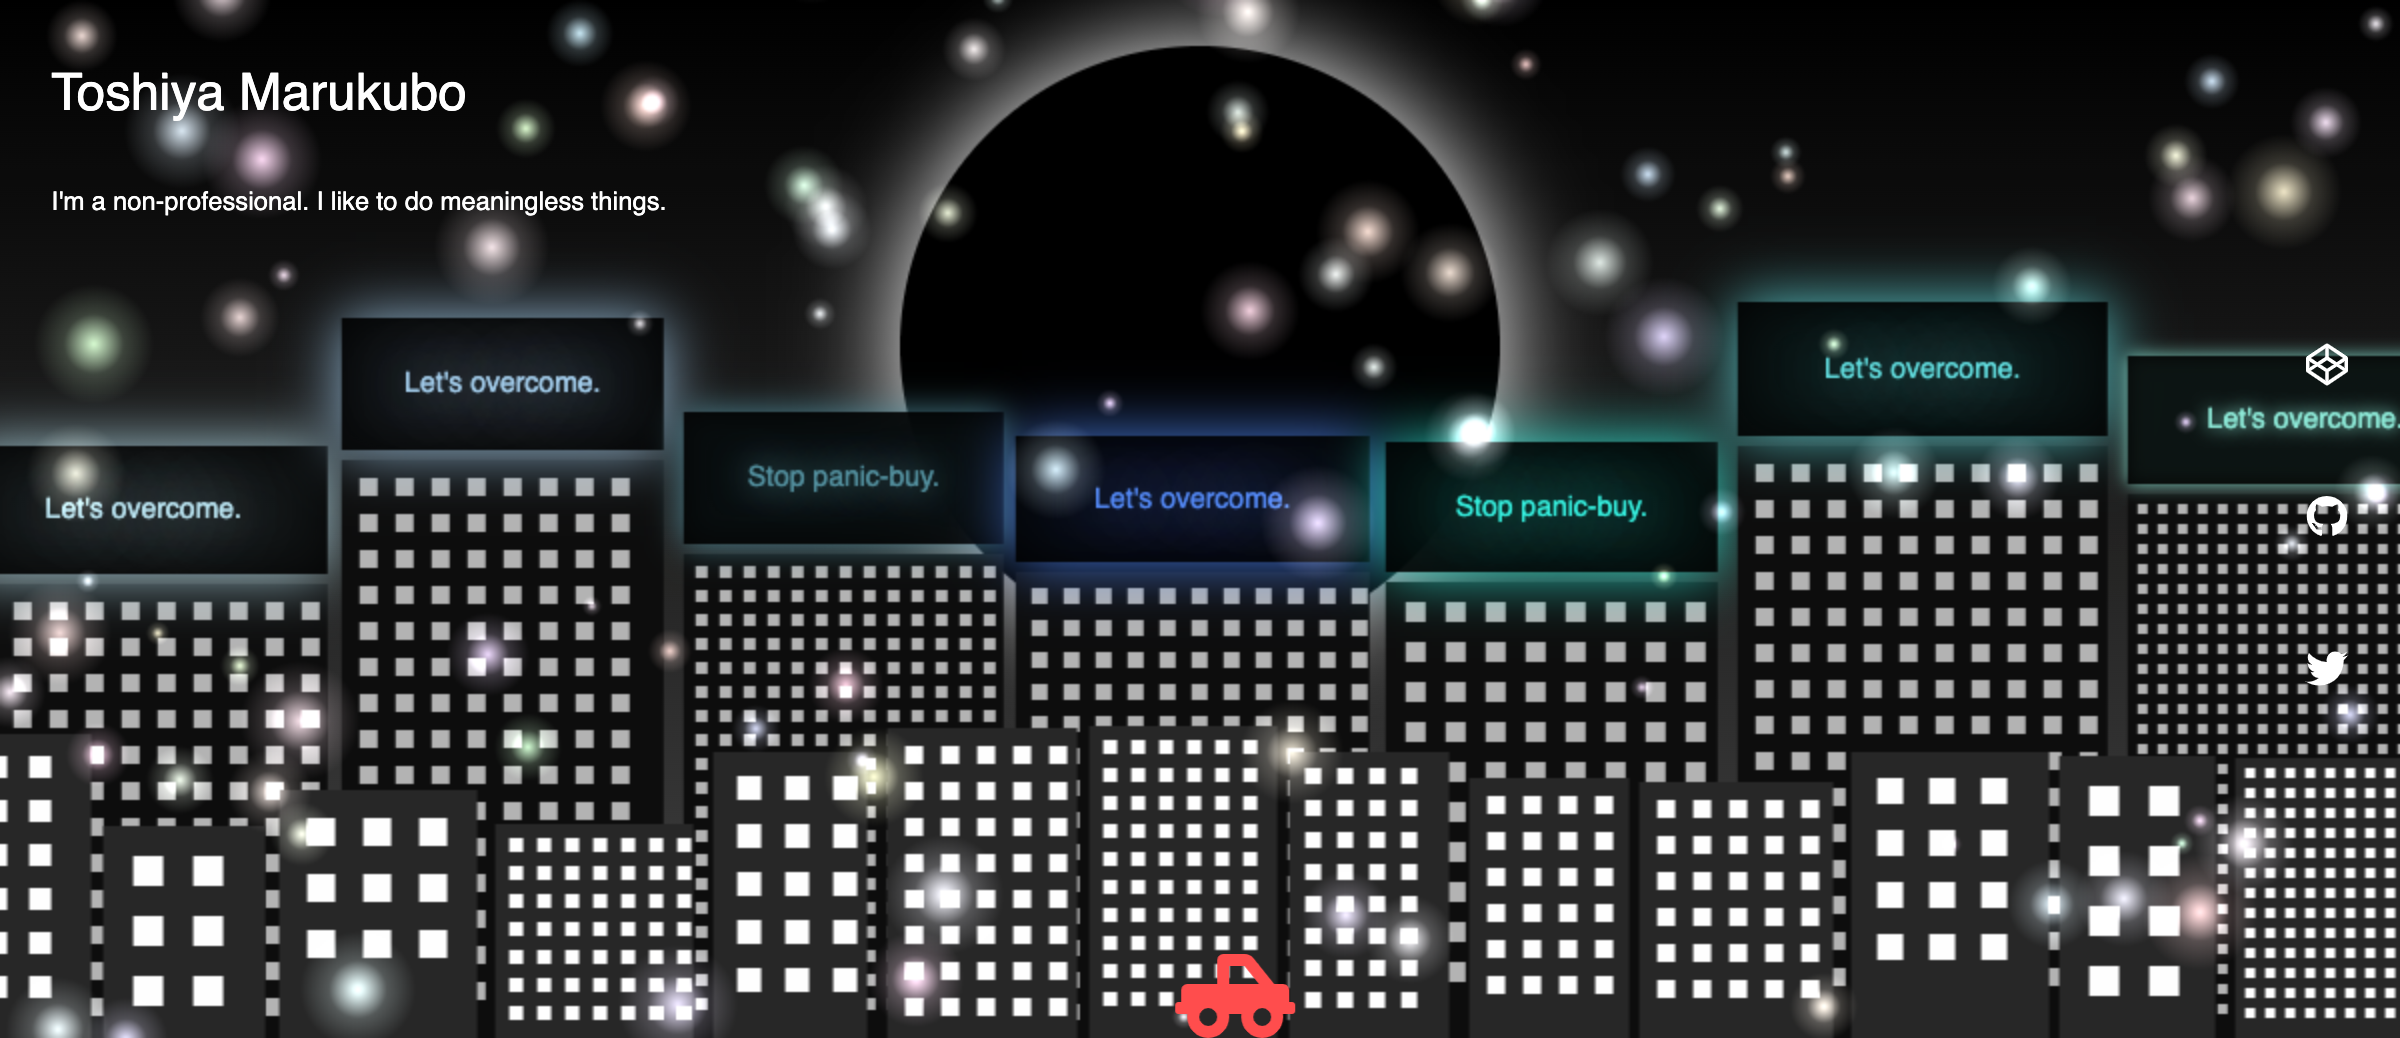 Toshiya Marukubo
I'm a non-professional. I like to do meaningless things.
Let's overcome.
Let's overcome.
Stop panic-buy.
Let's overcome.
Stop panic-buy.
Let's overcome.
Let's overcome.